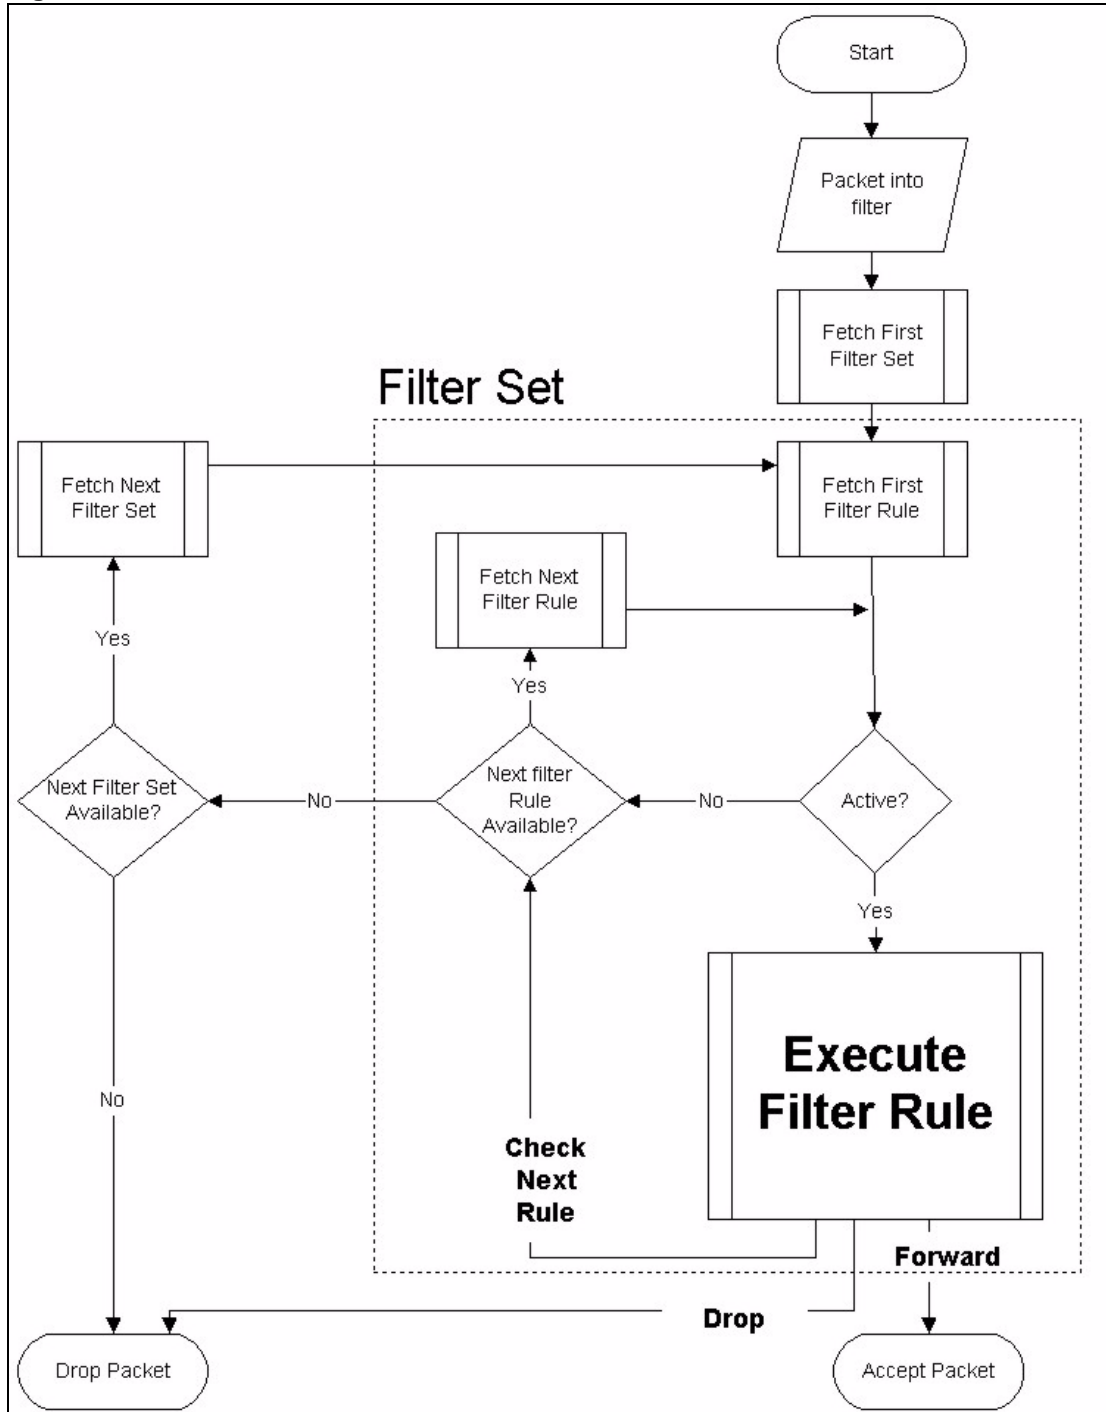 Start
Packet into
filter
Fetch First
Filter Set
Filter Set
Fetch Next
Filter Set
Fetch First
Filter Rule
Fetch Next
Filter Rule
Yes
Yes
Next Filter Set
Available?
No
Next filter
Rule
Available?
No
Active?
Yes
Execute
Filter Rule
No
Check
Next
Rule
Forward
Drop
Drop Packet
Accept Packet